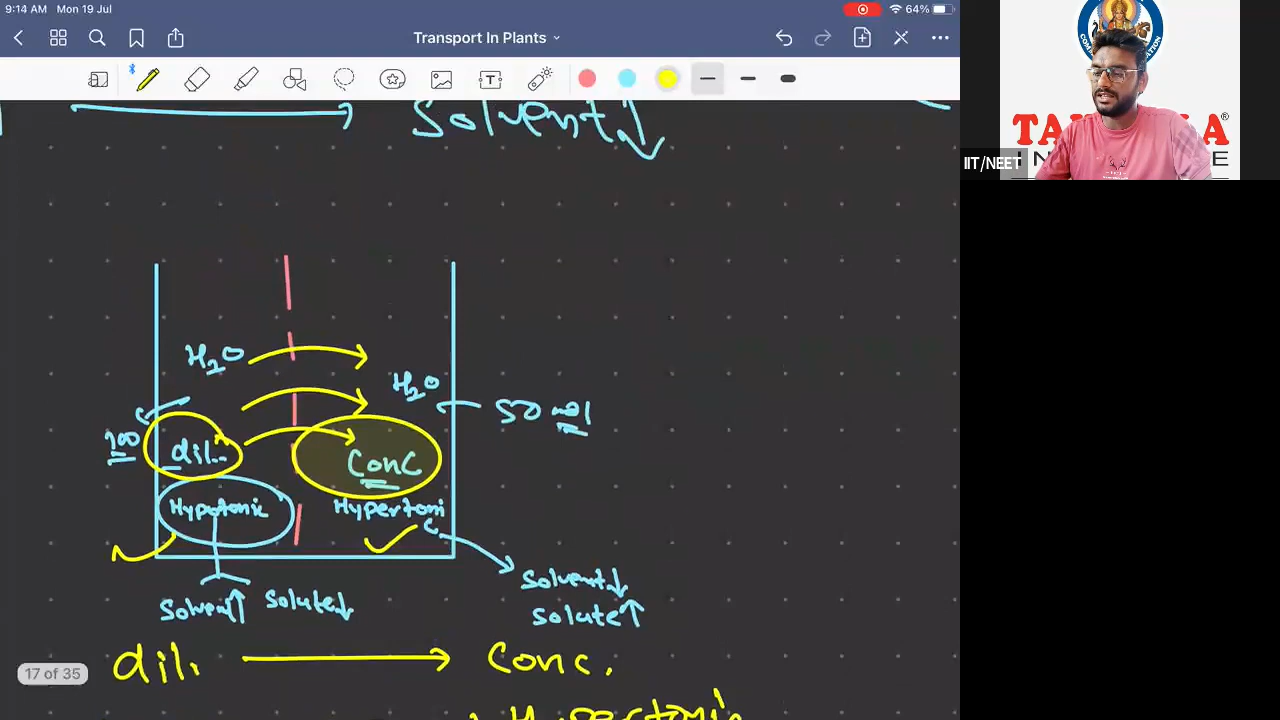 9:14 AM Mon 19 Jul
64%
Transport In Plants
IIT/NEET
Solvent↓
H2O
H2O
50 ml
100
dil.
Conc
Hypotonic
Hypertonic
Solvent↑ Solute↓
Solvent↓
Solute↑
dil. → Conc.
Hypertonic
17 of 35